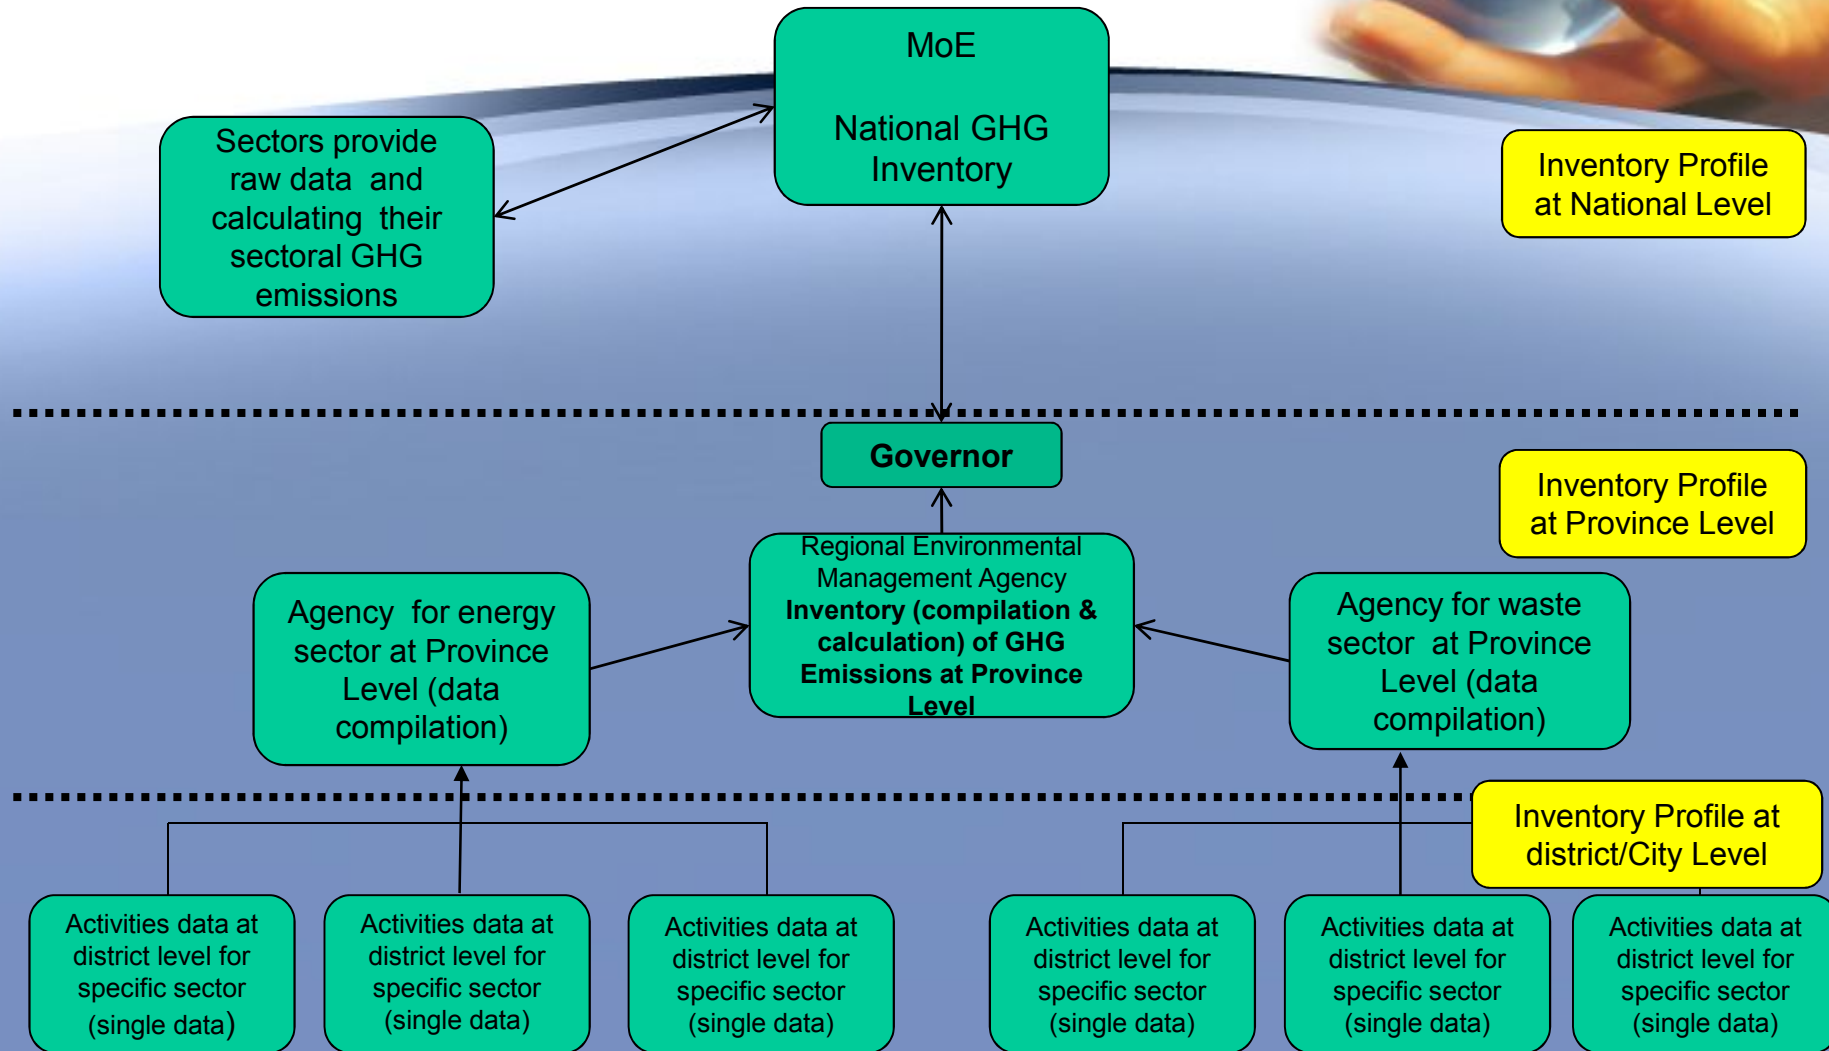 MoE
National GHG
Inventory
Sectors provide
raw data and
calculating their
sectoral GHG
emissions
Inventory Profile
at National Level
Governor
Inventory Profile
at Province Level
Regional Environmental
Management Agency
Inventory (compilation &
calculation) of GHG
Emissions at Province
Level
Agency for energy
sector at Province
Level (data
compilation)
Agency for waste
sector at Province
Level (data
compilation)
Inventory Profile at
district/City Level
Activities data at
district level for
specific sector
(single data)
Activities data at
district level for
specific sector
(single data)
Activities data at
district level for
specific sector
(single data)
Activities data at
district level for
specific sector
(single data)
Activities data at
district level for
specific sector
(single data)
Activities data at
district level for
specific sector
(single data)